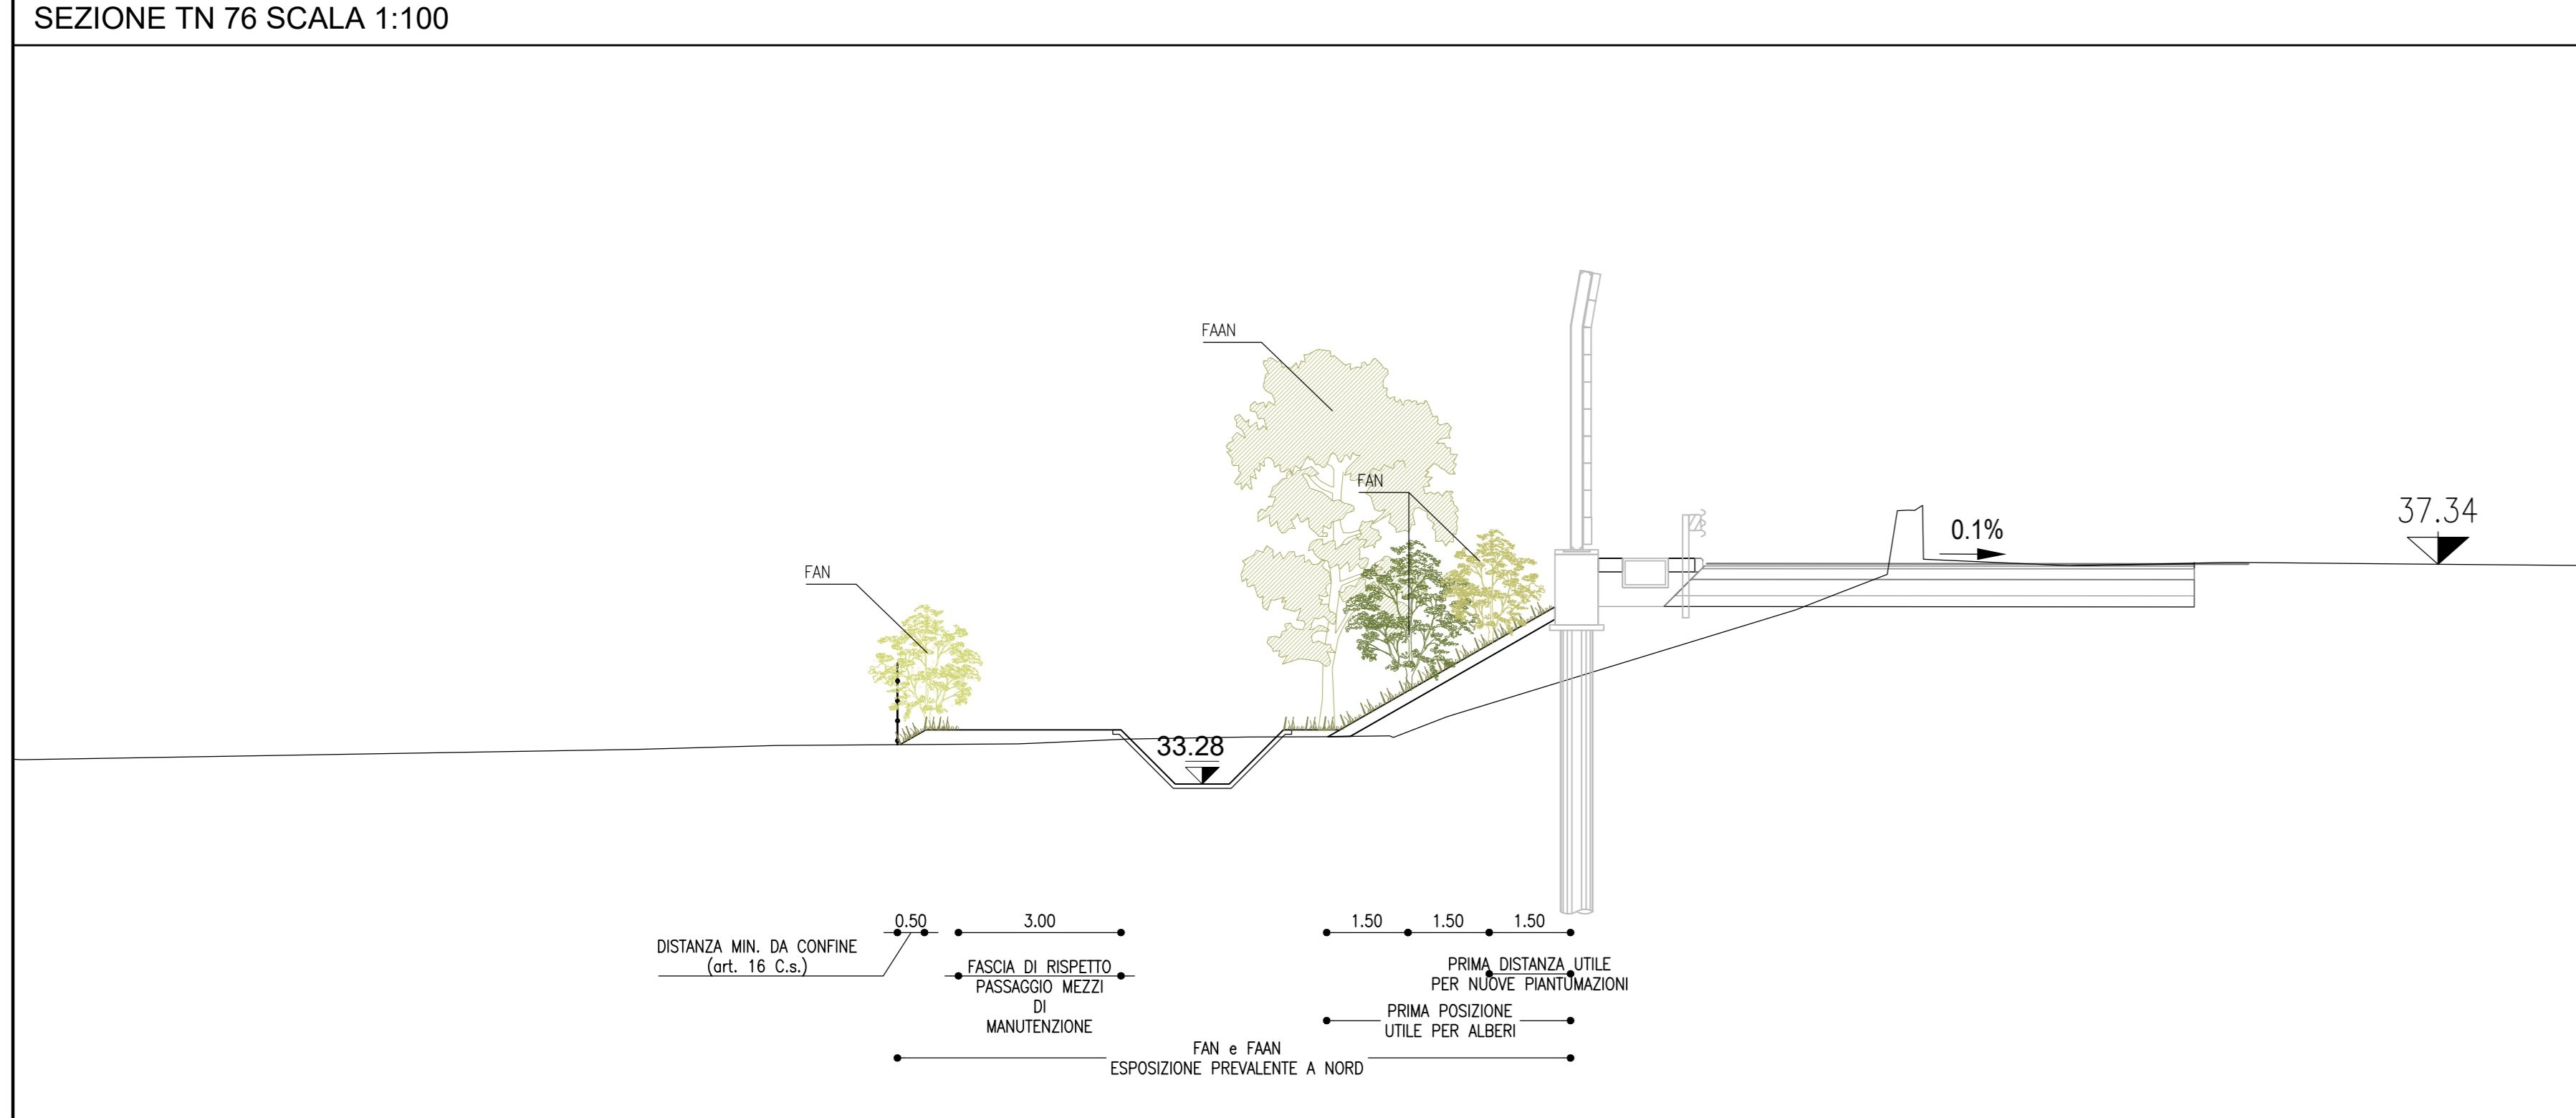 SEZIONE TN 76 SCALA 1:100
FAAN
FAN
FAN
37.34
0.1%
33.28
0.50
3.00
1.50
1.50
1.50
DISTANZA MIN. DA CONFINE
(art. 16 C.s.)
FASCIA DI RISPETTO
PASSAGGIO MEZZI
DI
MANUTENZIONE
PRIMA DISTANZA UTILE
PER NUOVE PIANTUMAZIONI
PRIMA POSIZIONE
UTILE PER ALBERI
FAN e FAAN
ESPOSIZIONE PREVALENTE A NORD